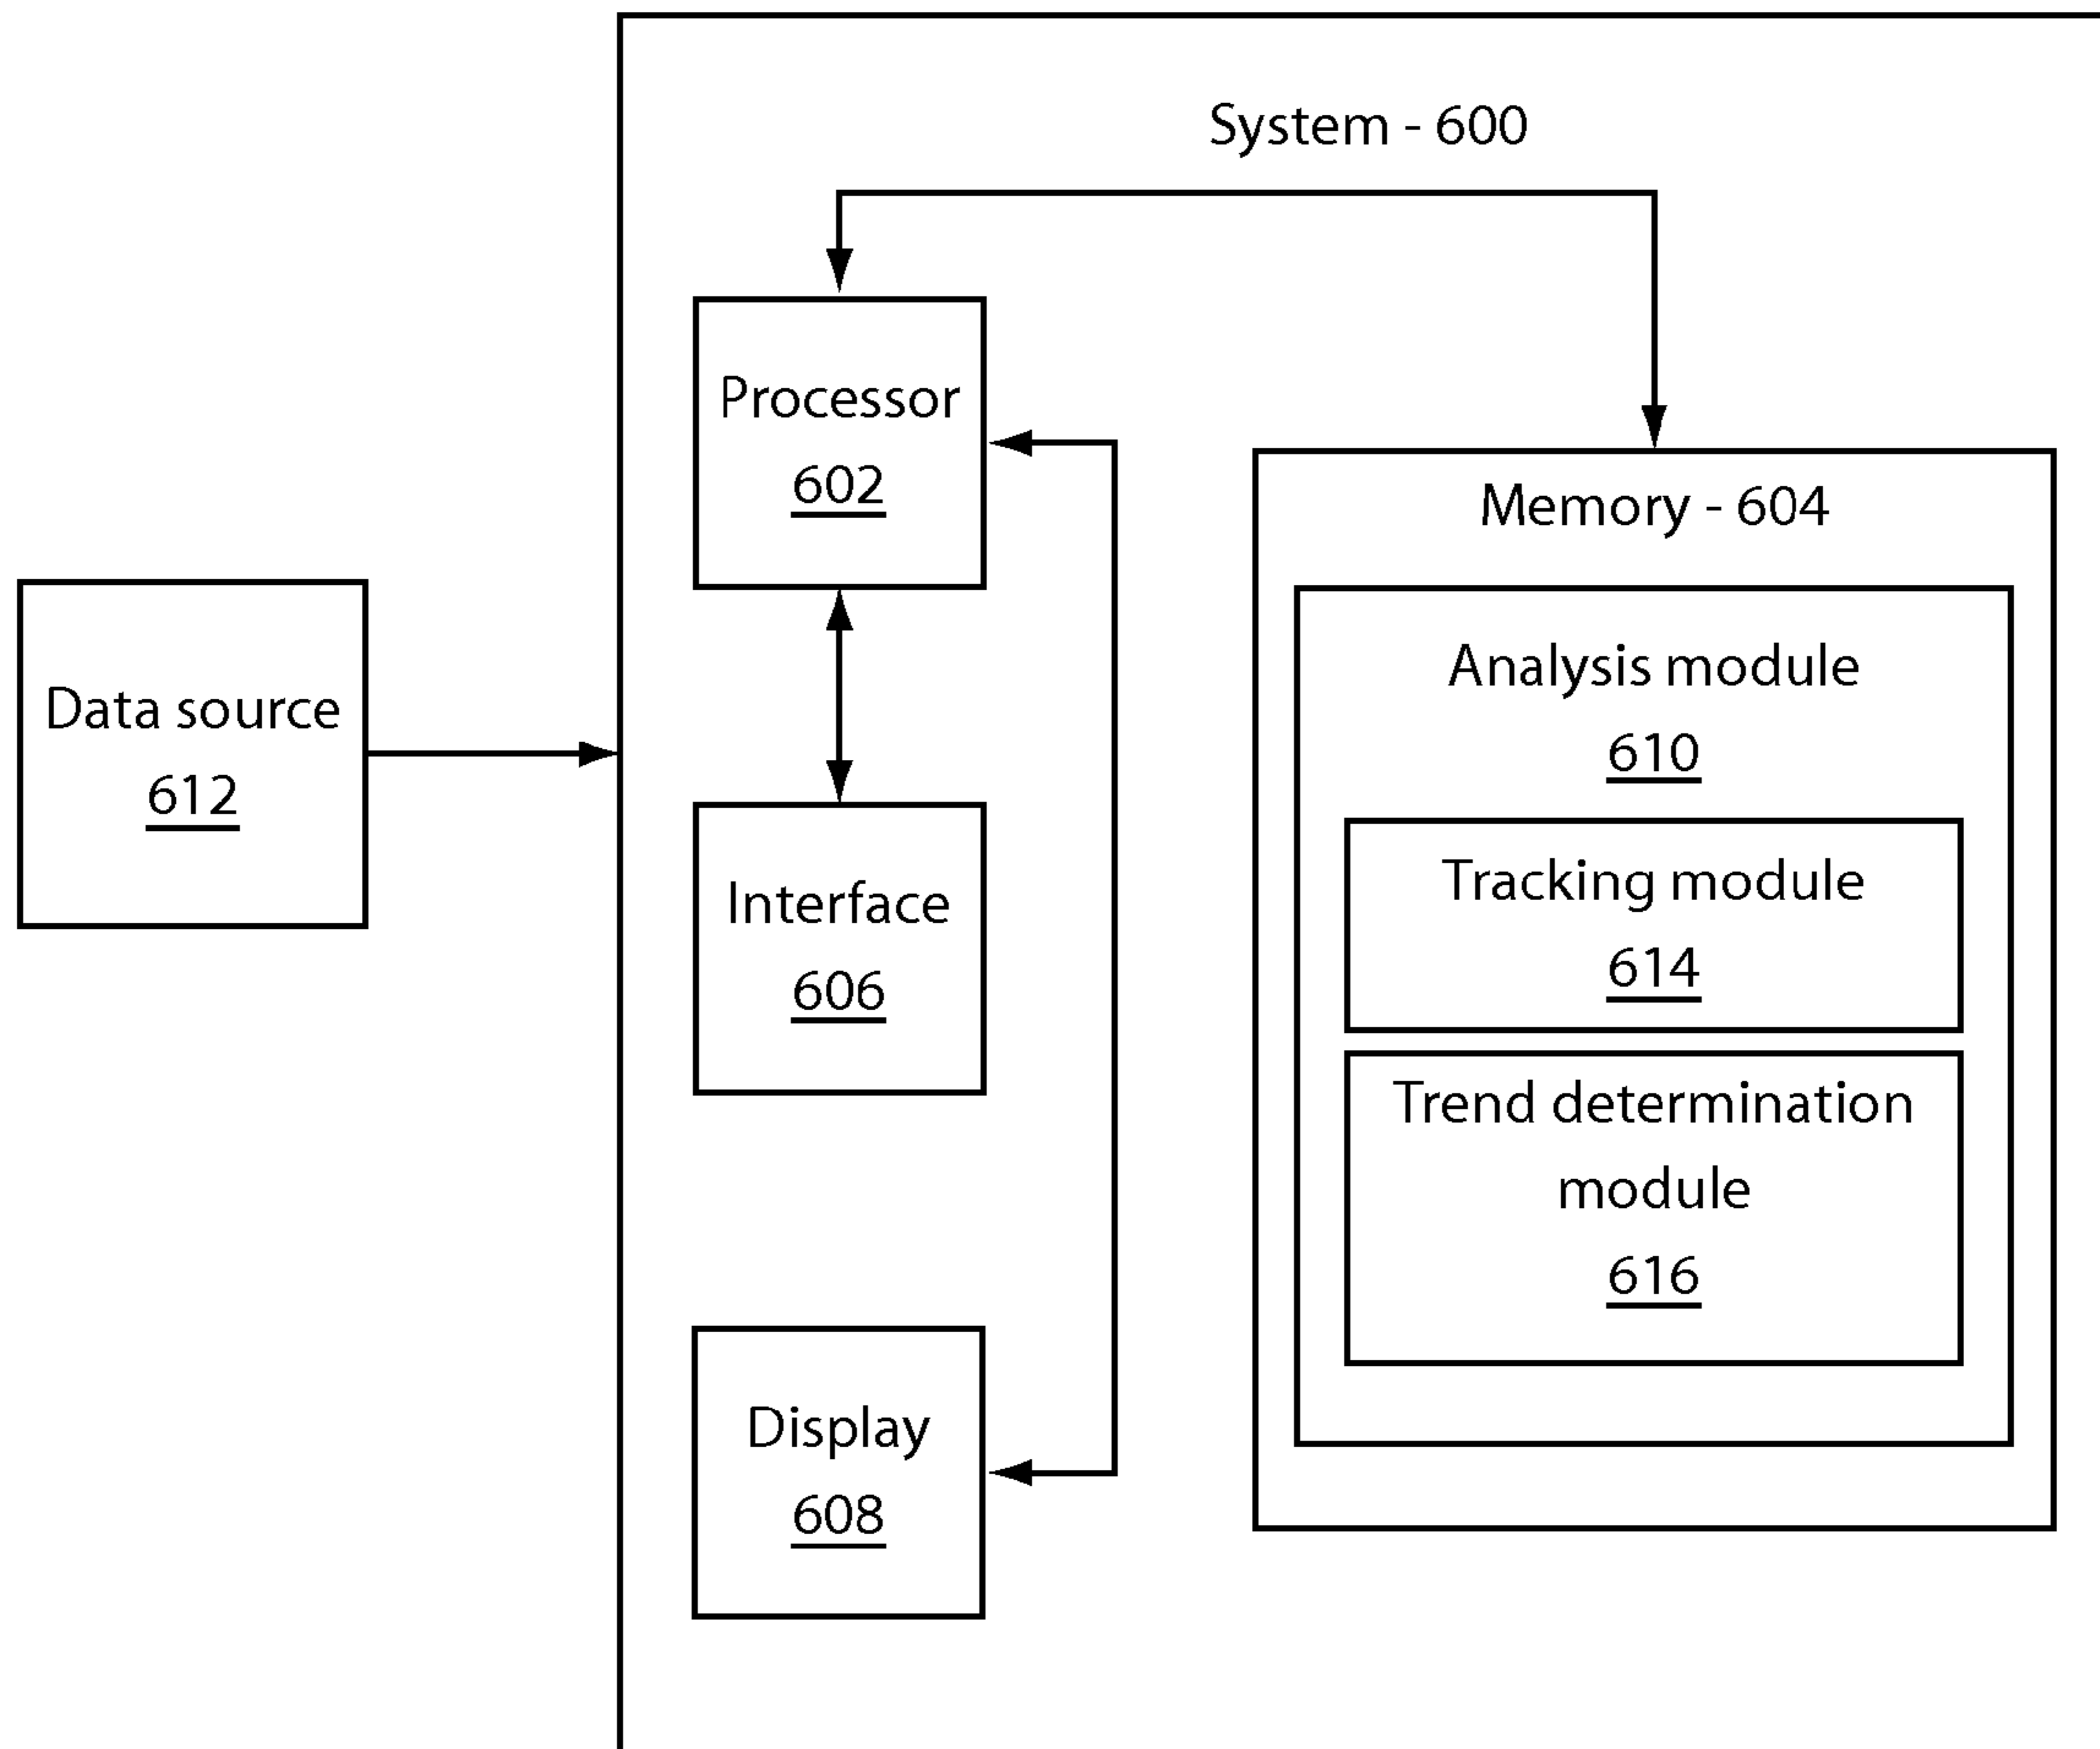 System - 600
Processor
602
Memory - 604
Data source
612
Analysis module
610
Interface
606
Tracking module
614
Trend determination
module
616
Display
608